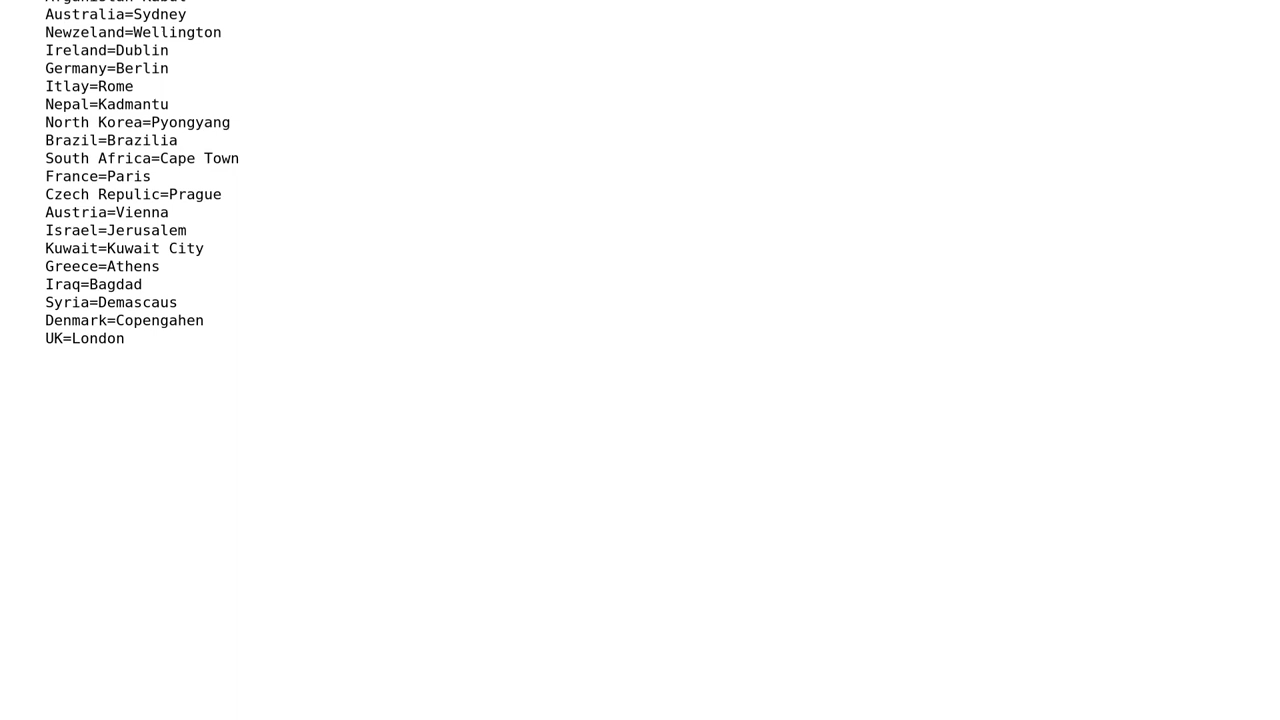 Australia=Sydney
Newzeland=Wellington
Ireland=Dublin
Germany=Berlin
Itlay=Rome
Nepal=Kadmantu
North Korea=Pyongyang
Brazil=Brazilia
South Africa=Cape Town
France=Paris
Czech Repulic=Prague
Austria=Vienna
Israel=Jerusalem
Kuwait=Kuwait City
Greece=Athens
Iraq=Bagdad
Syria=Demascaus
Denmark=Copengahen
UK=London